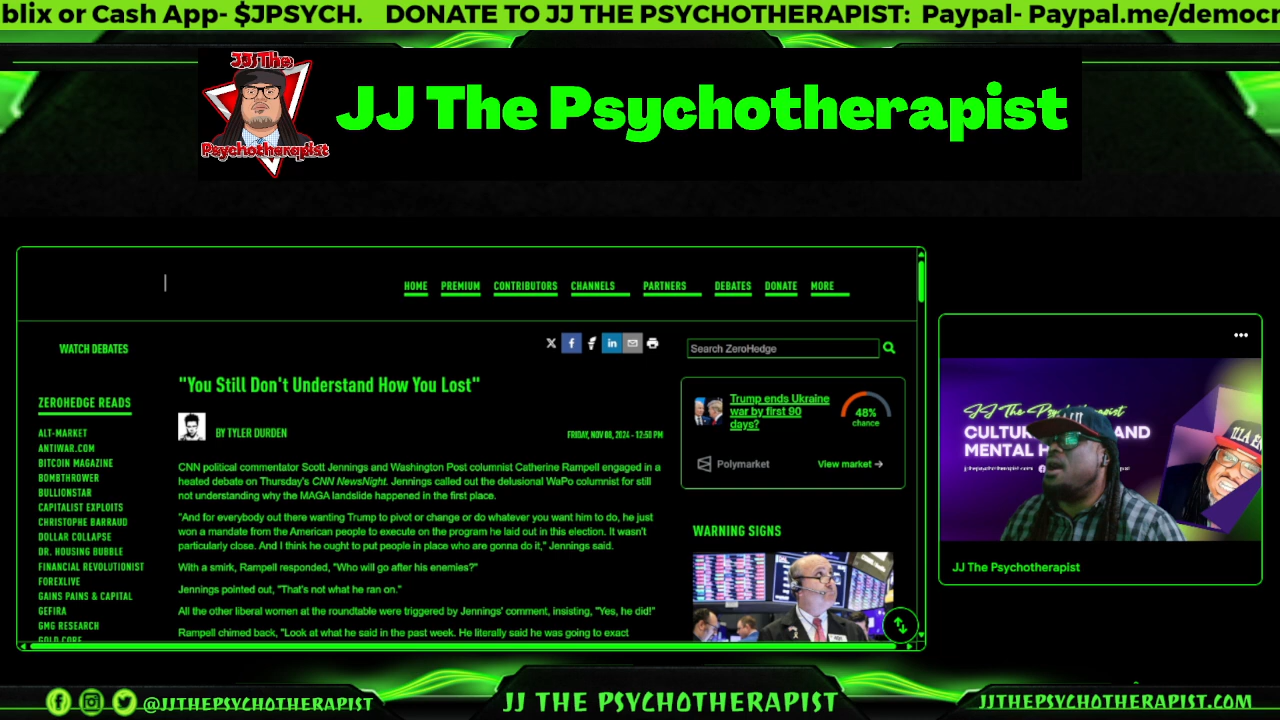 blix or Cash App- $JPSYCH. DONATE TO JJ THE PSYCHOTHERAPIST: Paypal- Paypal.me/democr
JJ The
Psychotherapist
JJ The Psychotherapist
HOME PREMIUM CONTRIBUTORS CHANNELS PARTNERS DEBATES DONATE MORE
WATCH DEBATES
Search ZeroHedge
ZEROHEDGE READS
ALT-MARKET
ANTIWAR.COM
BITCOIN MAGAZINE
BOMBTHROWER
BULLIONSTAR
CAPITALIST EXPLOITS
CHRISTOPHE BARRAUD
DOLLAR COLLAPSE
DR. HOUSING BUBBLE
FINANCIAL REVOLUTIONIST
FOREXLIVE
GAINS PAINS & CAPITAL
GEFIRA
GMG RESEARCH
GOLD CORE
"You Still Don't Understand How You Lost"
BY TYLER DURDEN
FRIDAY, NOV 08, 2024 - 12:50 PM
CNN political commentator Scott Jennings and Washington Post columnist Catherine Rampell engaged in a
heated debate on Thursday's CNN NewsNight. Jennings called out the delusional WaPo columnist for still
not understanding why the MAGA landslide happened in the first place.
"And for everybody out there wanting Trump to pivot or change or do whatever you want him to do, he just
won a mandate from the American people to execute on the program he laid out in this election. It wasn't
particularly close. And I think he ought to put people in place who are gonna do it," Jennings said.
With a smirk, Rampell responded, "Who will go after his enemies?"
Jennings pointed out, "That's not what he ran on."
All the other liberal women at the roundtable were triggered by Jennings' comment, insisting, "Yes, he did!"
Rampell chimed back, "Look at what he said in the past week. He literally said he was going to exact
Trump ends Ukraine
war by first 90
days?
48%
chance
Polymarket
View market →
WARNING SIGNS
JJ The
CULTUR AND
MENTAL H
JJ The Psychotherapist
@JJTHEPSYCHOTHERAPIST
JJ THE PSYCHOTHERAPIST
JJTHEPSYCHOTHERAPIST.COM